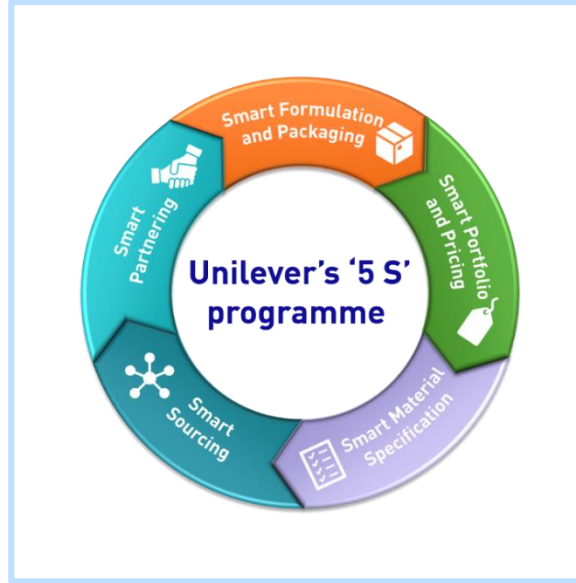 Smart Formulation
and Packaging
Smart Portfolio
and Pricing
Smart Material
Specification
Smart
Sourcing
Smart
Partnering
Unilever's ‘5 S’
programme